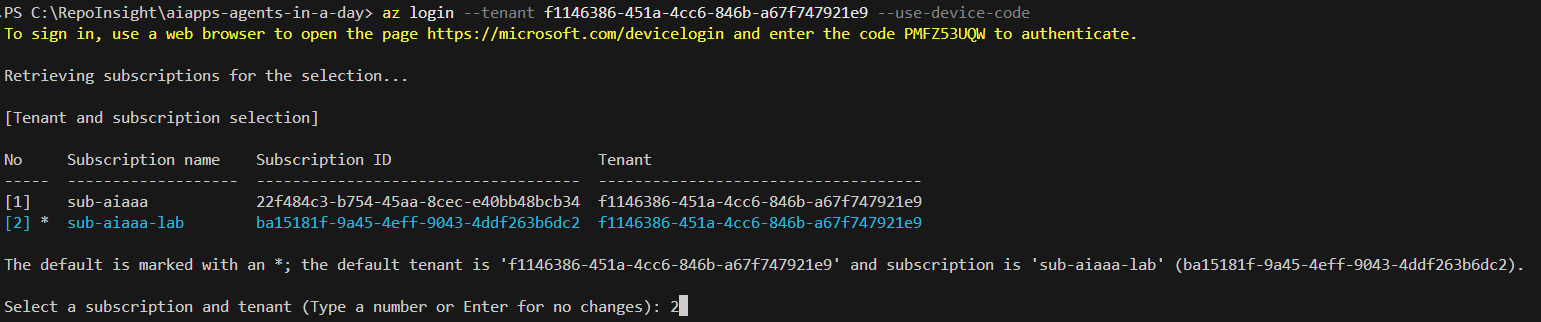 PS C:\RepoInsight\aiapps-agents-in-a-day> az login --tenant f1146386-451a-4cc6-846b-a67f747921e9 --use-device-code
To sign in, use a web browser to open the page https://microsoft.com/devicelogin and enter the code PMFZ53UQW to authenticate.
Retrieving subscriptions for the selection...
[Tenant and subscription selection]
No     Subscription name    Subscription ID                       Tenant
-----  -------------------  ------------------------------------  ------------------------------------
[1]    sub-aiaaa            22f484c3-b754-45aa-8cec-e40bb48bcb34  f1146386-451a-4cc6-846b-a67f747921e9
[2] *  sub-aiaaa-lab        ba15181f-9a45-4eff-9043-4ddf263b6dc2  f1146386-451a-4cc6-846b-a67f747921e9
The default is marked with an *; the default tenant is 'f1146386-451a-4cc6-846b-a67f747921e9' and subscription is 'sub-aiaaa-lab' (ba15181f-9a45-4eff-9043-4ddf263b6dc2).
Select a subscription and tenant (Type a number or Enter for no changes): 2